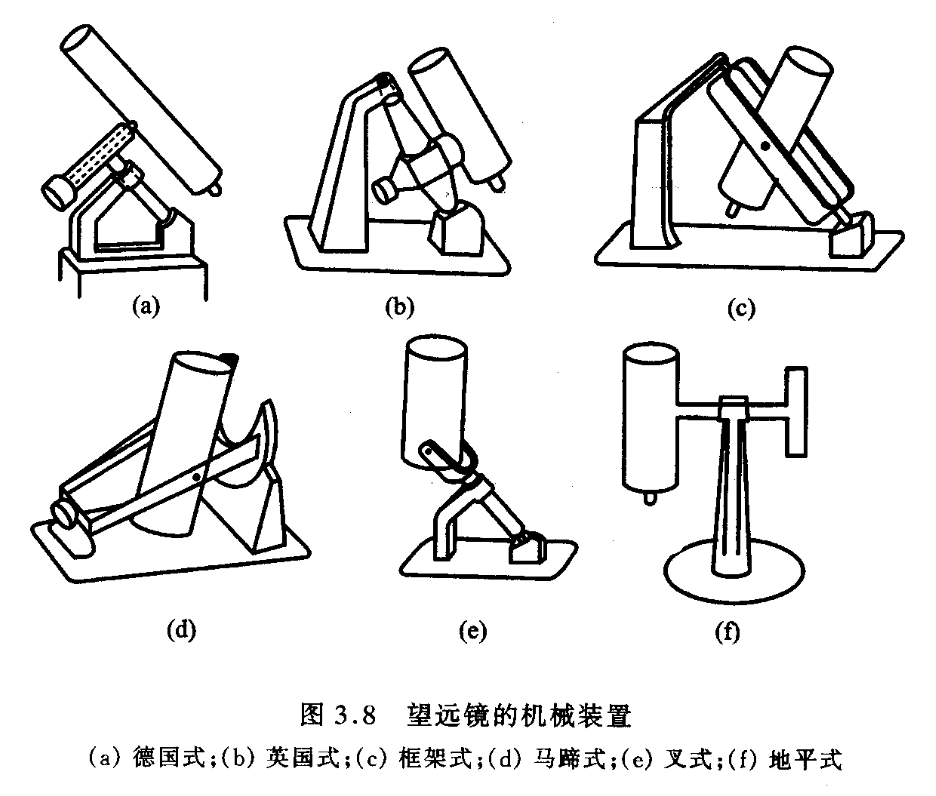 (a)
(b)
(c)
(d)
(e)
(f)
图 3.8 望远镜的机械装置
(a) 德国式;(b) 英国式;(c) 框架式;(d) 马蹄式;(e) 叉式;(f) 地平式